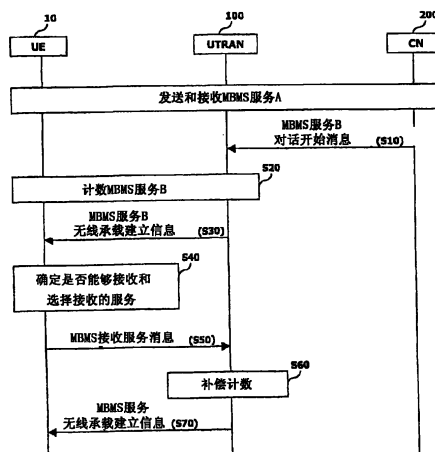 10
100
200
UE
UTRAN
CN
发送和接收MBMS服务A
MBMS服务B
对话开始消息
(S10)
S20
计数MBMS服务B
MBMS服务B
无线承载建立信息
(S30)
S40
确定是否能够接收和
选择接收的服务
MBMS接收服务消息
(S50)
S60
补偿计数
MBMS服务
无线承载建立信息
(S70)